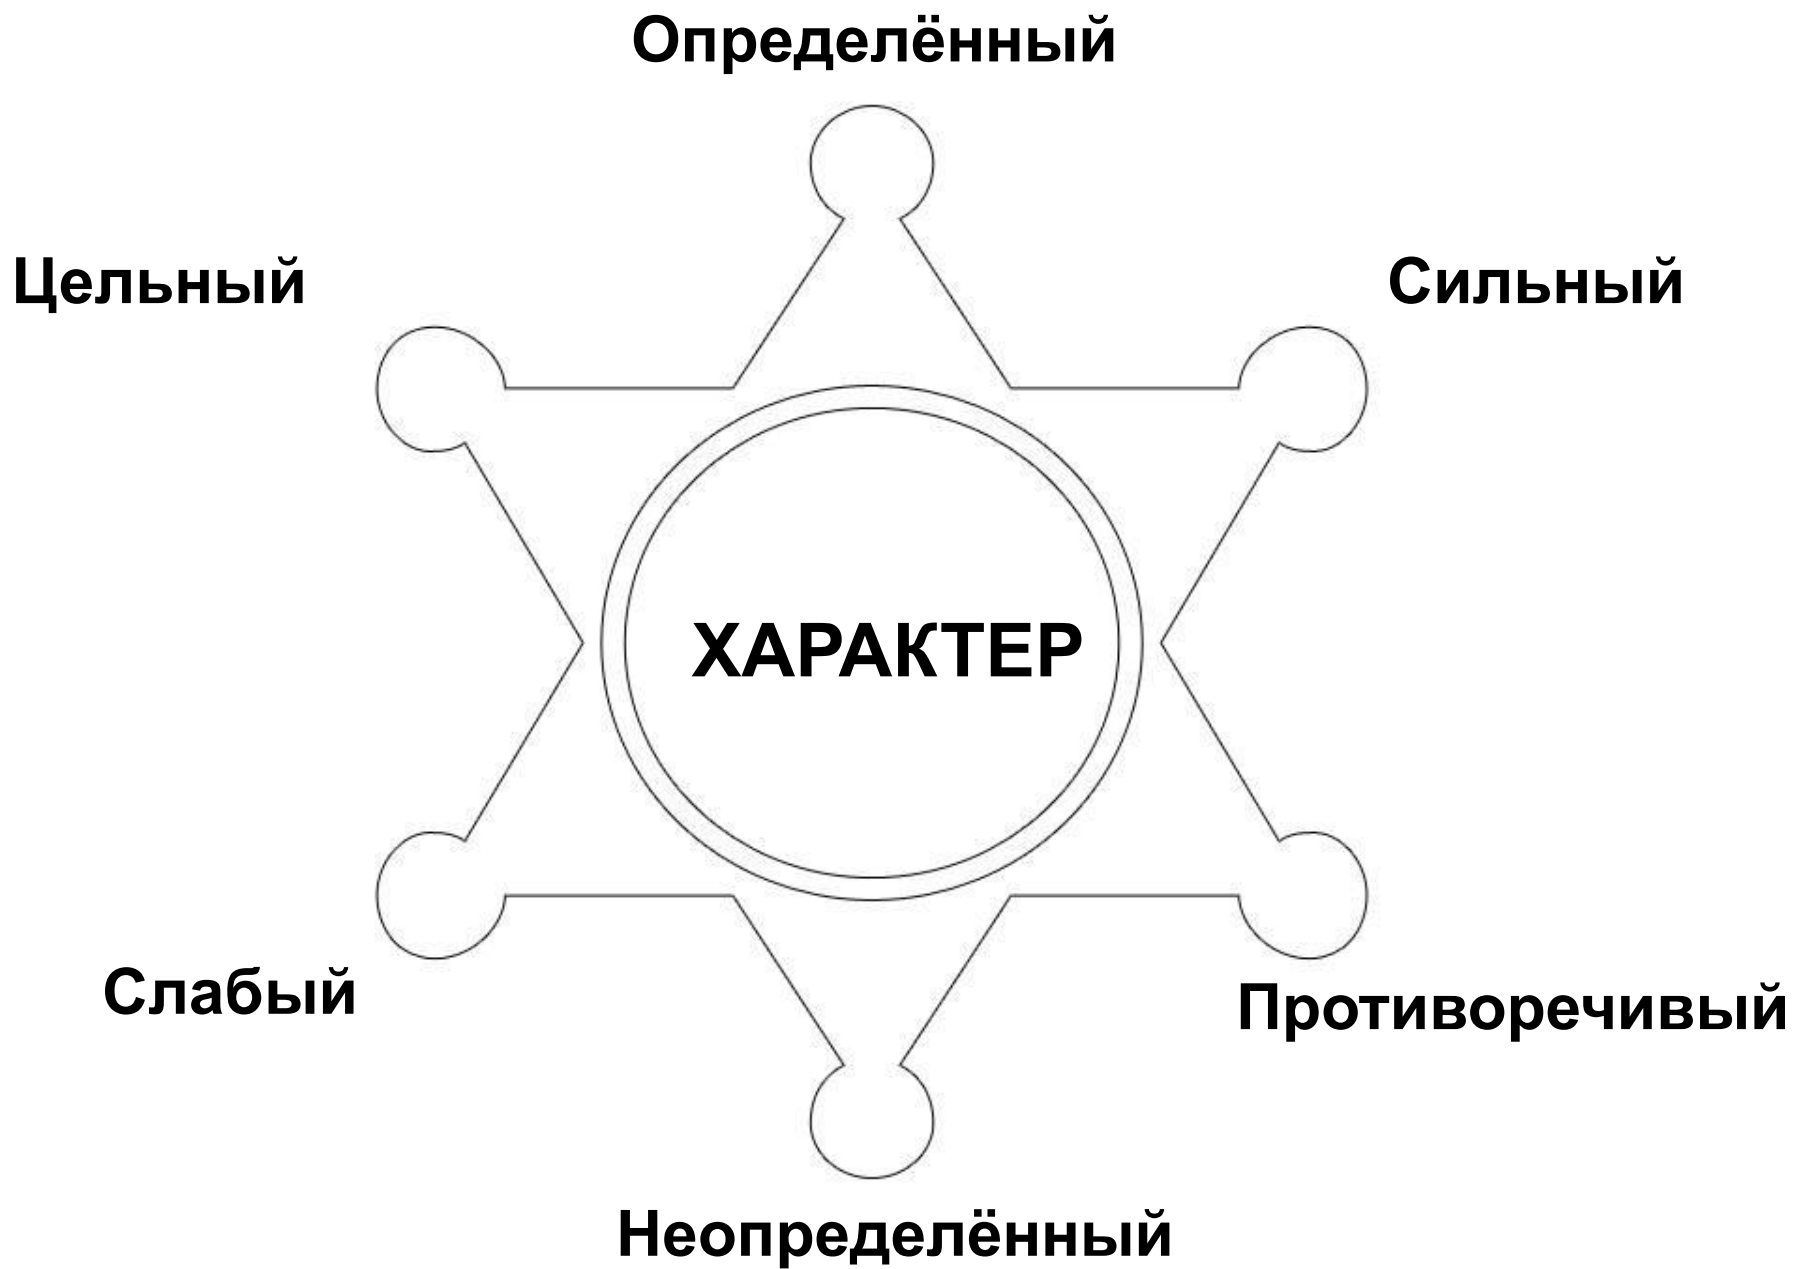 Определённый
Цельный
Сильный
ХАРАКТЕР
Слабый
Противоречивый
Неопределённый